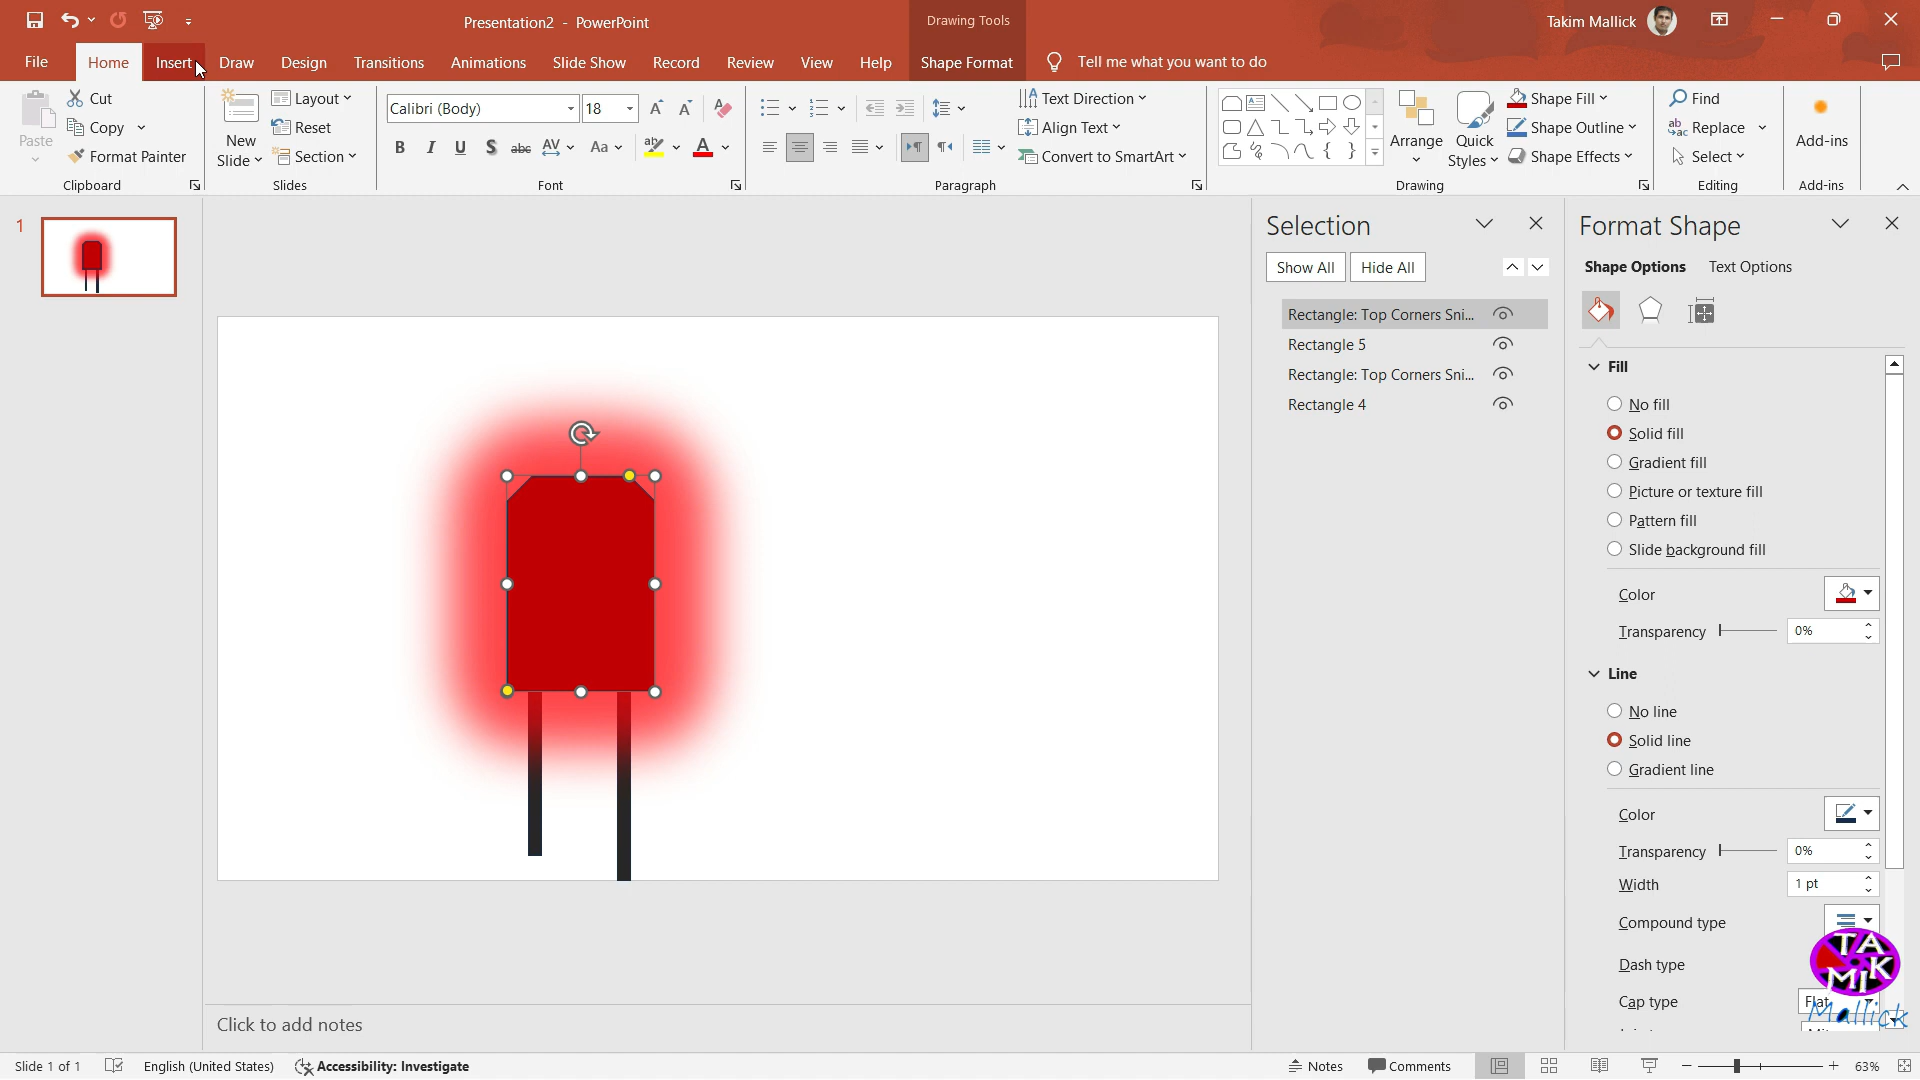 Presentation2 - PowerPoint
Drawing Tools
Takim Mallick
File Home Insert Draw Design Transitions Animations Slide Show Record Review View Help Shape Format Tell me what you want to do
Paste
Cut
Copy
Format Painter
Clipboard
New Slide
Layout
Reset
Section
Slides
Calibri (Body) 18
B I U S abc AV Aa ab A
Font
Text Direction
Align Text
Convert to SmartArt
Paragraph
Arrange
Quick Styles
Shape Fill
Shape Outline
Shape Effects
Drawing
Find
Replace
Select
Editing
Add-ins
Add-ins
1
Selection
Show All Hide All
Rectangle: Top Corners Sni...
Rectangle 5
Rectangle: Top Corners Sni...
Rectangle 4
Format Shape
Shape Options Text Options
Fill
No fill
Solid fill
Gradient fill
Picture or texture fill
Pattern fill
Slide background fill
Color
Transparency 0%
Line
No line
Solid line
Gradient line
Color
Transparency 0%
Width 1 pt
Compound type
Dash type
Cap type Flat
TA
MIK
Mallick
Click to add notes
Slide 1 of 1 English (United States) Accessibility: Investigate Notes Comments 63%